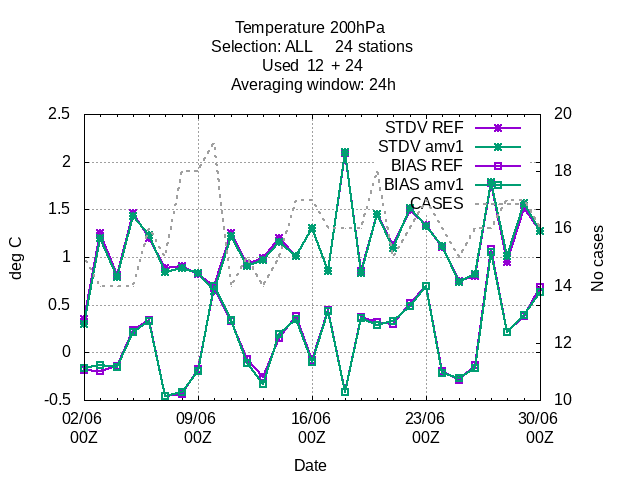 Temperature 200hPa
Selection: ALL 24 stations
Used 12 + 24
Averaging window: 24h
2.5
2
1.5
1
0.5
0
-0.5
deg C
20
18
16
14
12
10
No cases
STDV REF
STDV amv1
BIAS REF
BIAS amv1
CASES
02/06 09/06 16/06 23/06 30/06
00Z 00Z 00Z 00Z 00Z
Date